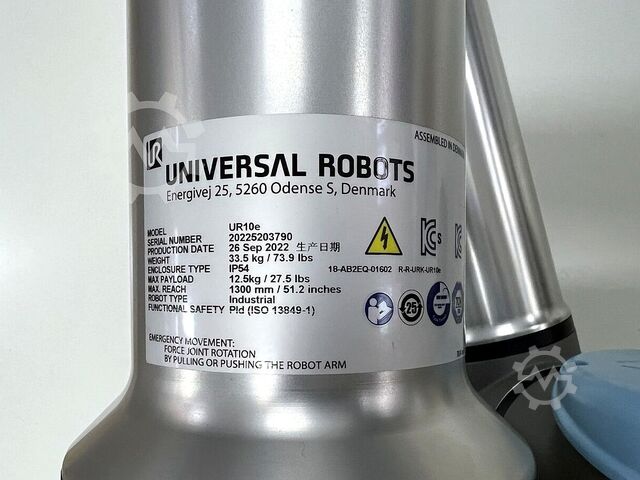 ASSEMBLED IN DENMARK
UR
UNIVERSAL ROBOTS
Energivej 25, 5260 Odense S, Denmark
MODEL UR10e
SERIAL NUMBER 20225203790
PRODUCTION DATE 26 Sep 2022 生产日期
WEIGHT 33.5 kg / 73.9 lbs
ENCLOSURE TYPE IP54
MAX PAYLOAD 12.5kg / 27.5 lbs
MAX. REACH 1300 mm / 51.2 inches
ROBOT TYPE Industrial
FUNCTIONAL SAFETY Pld (ISO 13849-1)
18-AB2EQ-01602 R-R-URK-UR10e
25
EMERGENCY MOVEMENT:
FORCE JOINT ROTATION
BY PULLING OR PUSHING THE ROBOT ARM